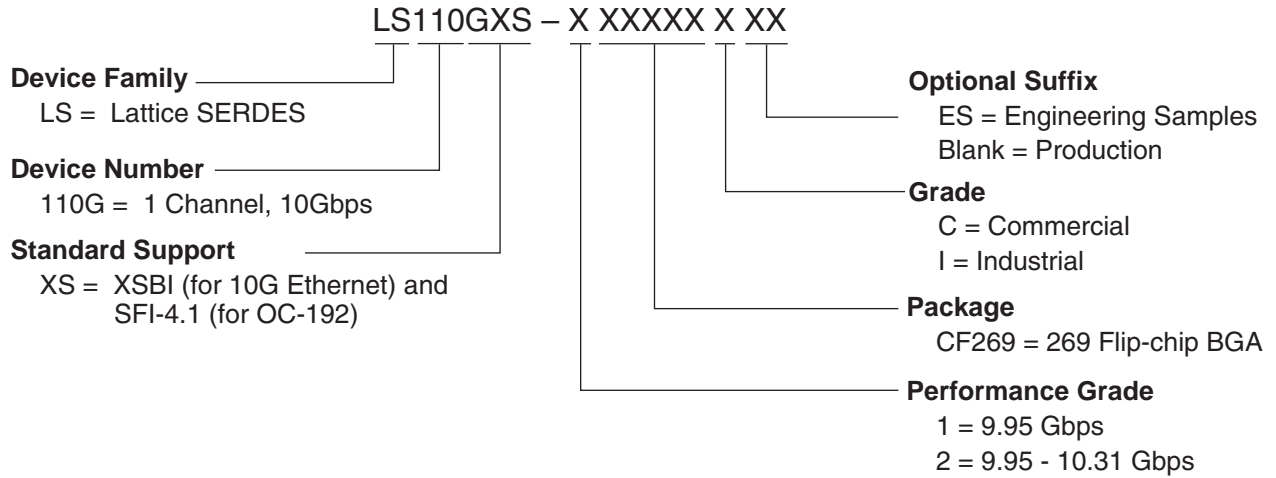 LS110GXS – X XXXXX X XX
Device Family
LS = Lattice SERDES
Device Number
110G = 1 Channel, 10Gbps
Standard Support
XS = XSBI (for 10G Ethernet) and
SFI-4.1 (for OC-192)
Optional Suffix
ES = Engineering Samples
Blank = Production
Grade
C = Commercial
I = Industrial
Package
CF269 = 269 Flip-chip BGA
Performance Grade
1 = 9.95 Gbps
2 = 9.95 - 10.31 Gbps